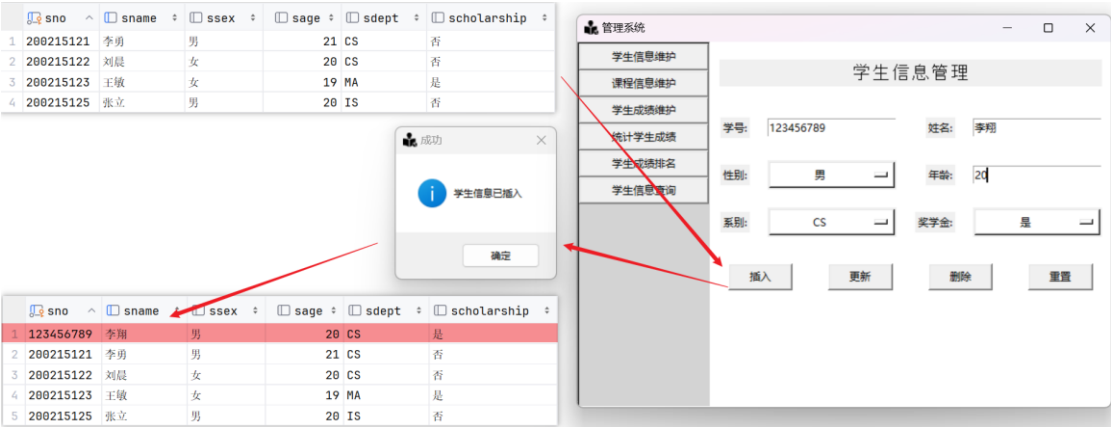 sno sname ssex sage sdept scholarship
1 200215121 李勇 男 21 CS 否
2 200215122 刘晨 女 20 CS 否
3 200215123 王敏 女 19 MA 否
4 200215125 张立 男 20 IS 否
管理系统
学生信息维护
课程信息维护
学生成绩维护
统计学生成绩
学生成绩排名
学生信息查询
学生信息管理
学号: 123456789 姓名: 李翔
性别: 男 年龄: 20
系别: CS 奖学金: 是
插入 更新 删除 重置
成功
学生信息已插入
确定
sno sname ssex sage sdept scholarship
1 123456789 李翔 男 20 CS 是
2 200215121 李勇 男 21 CS 否
3 200215122 刘晨 女 20 CS 否
4 200215123 王敏 女 19 MA 是
5 200215125 张立 男 20 IS 否